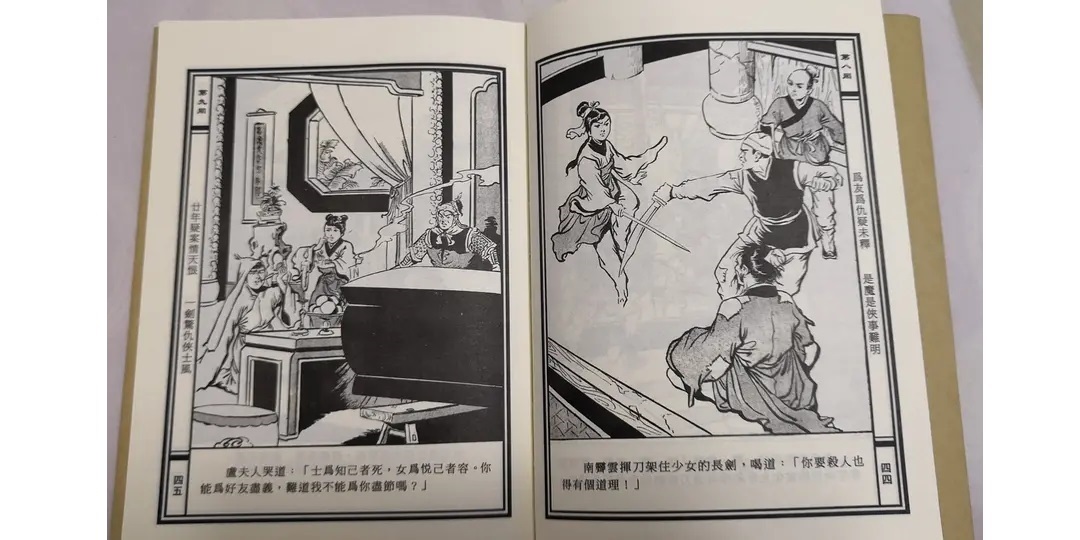 第八回
爲友爲仇疑未釋　是魔是俠事難明
四四
南霽雲揮刀架住少女的長劍，喝道：「你要殺人也
得有個道理！」
第九回
廿年疑案情天恨　一劍驚仇俠士風
四五
盧夫人哭道：「士爲知己者死，女爲悅己者容。你
能爲好友盡義，難道我不能爲你盡節嗎？」